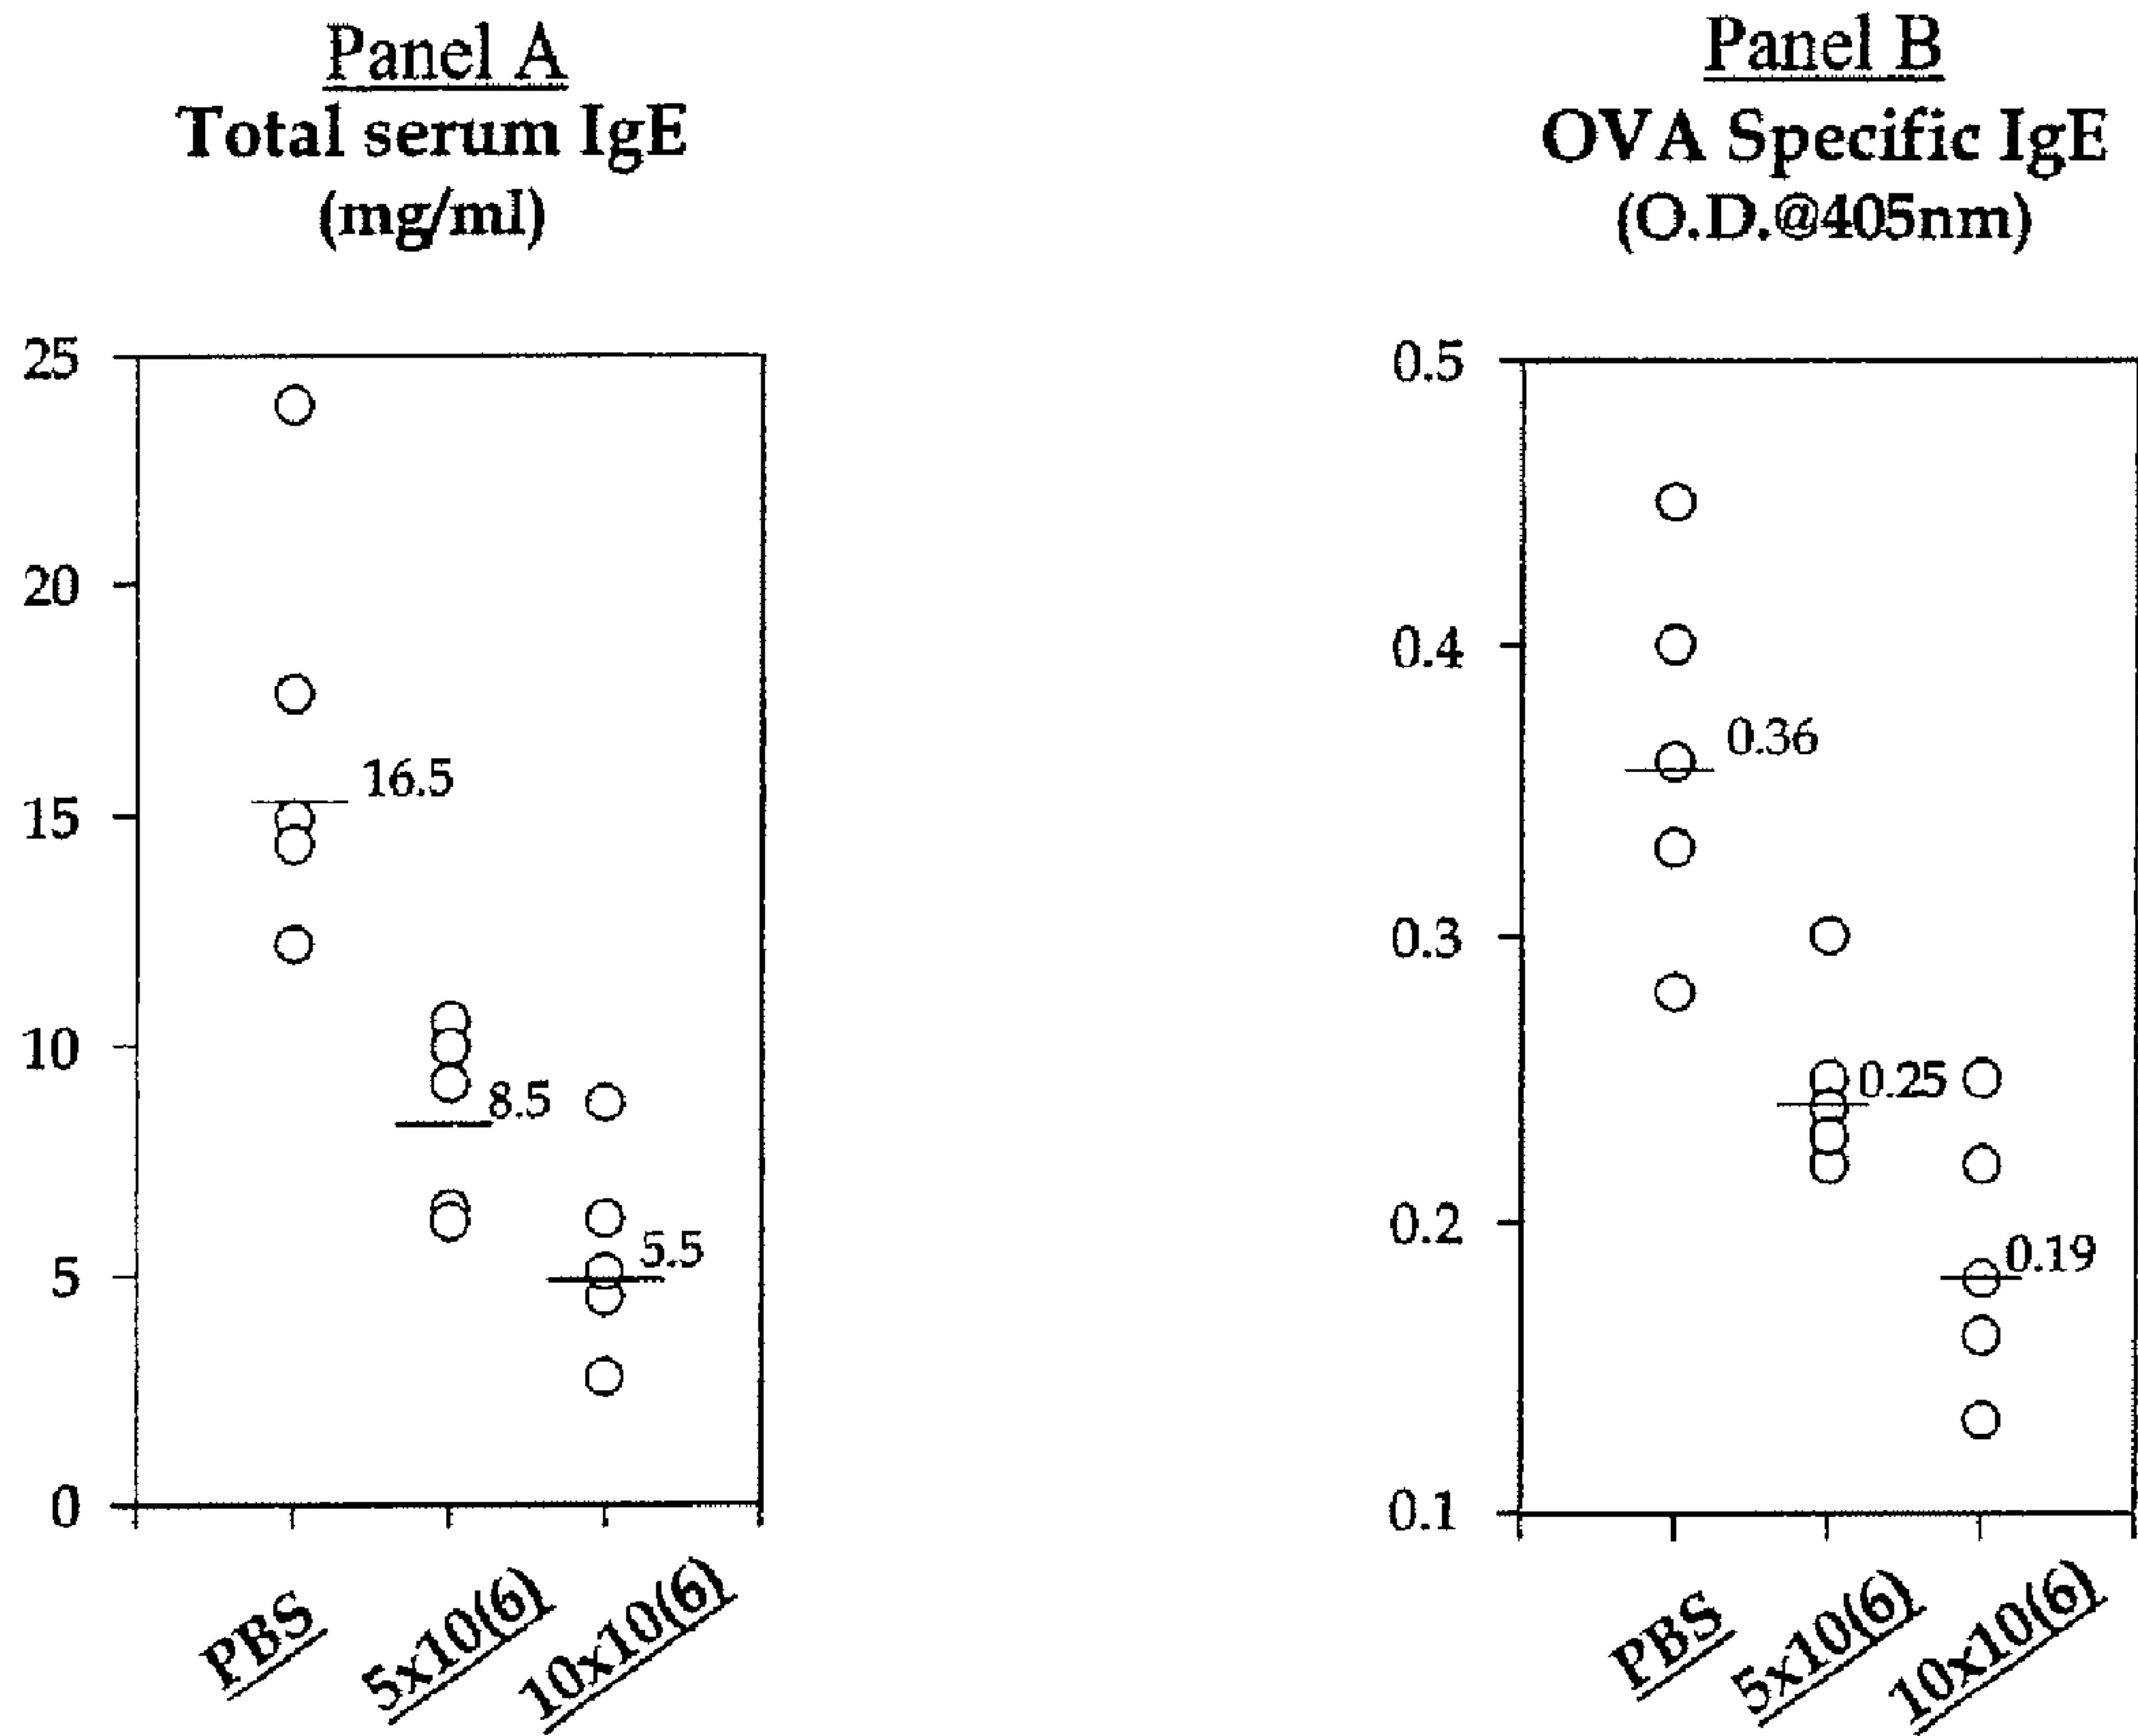 Panel A
Total serum IgE
(mg/ml)
25
20
15
10
5
0
16.5
8.5
5.5
PBS
5x10(6)
10x10(6)
Panel B
OVA Specific IgE
(O.D.@405nm)
0.5
0.4
0.3
0.2
0.1
0.36
0.25
0.19
PBS
5x10(6)
10x10(6)